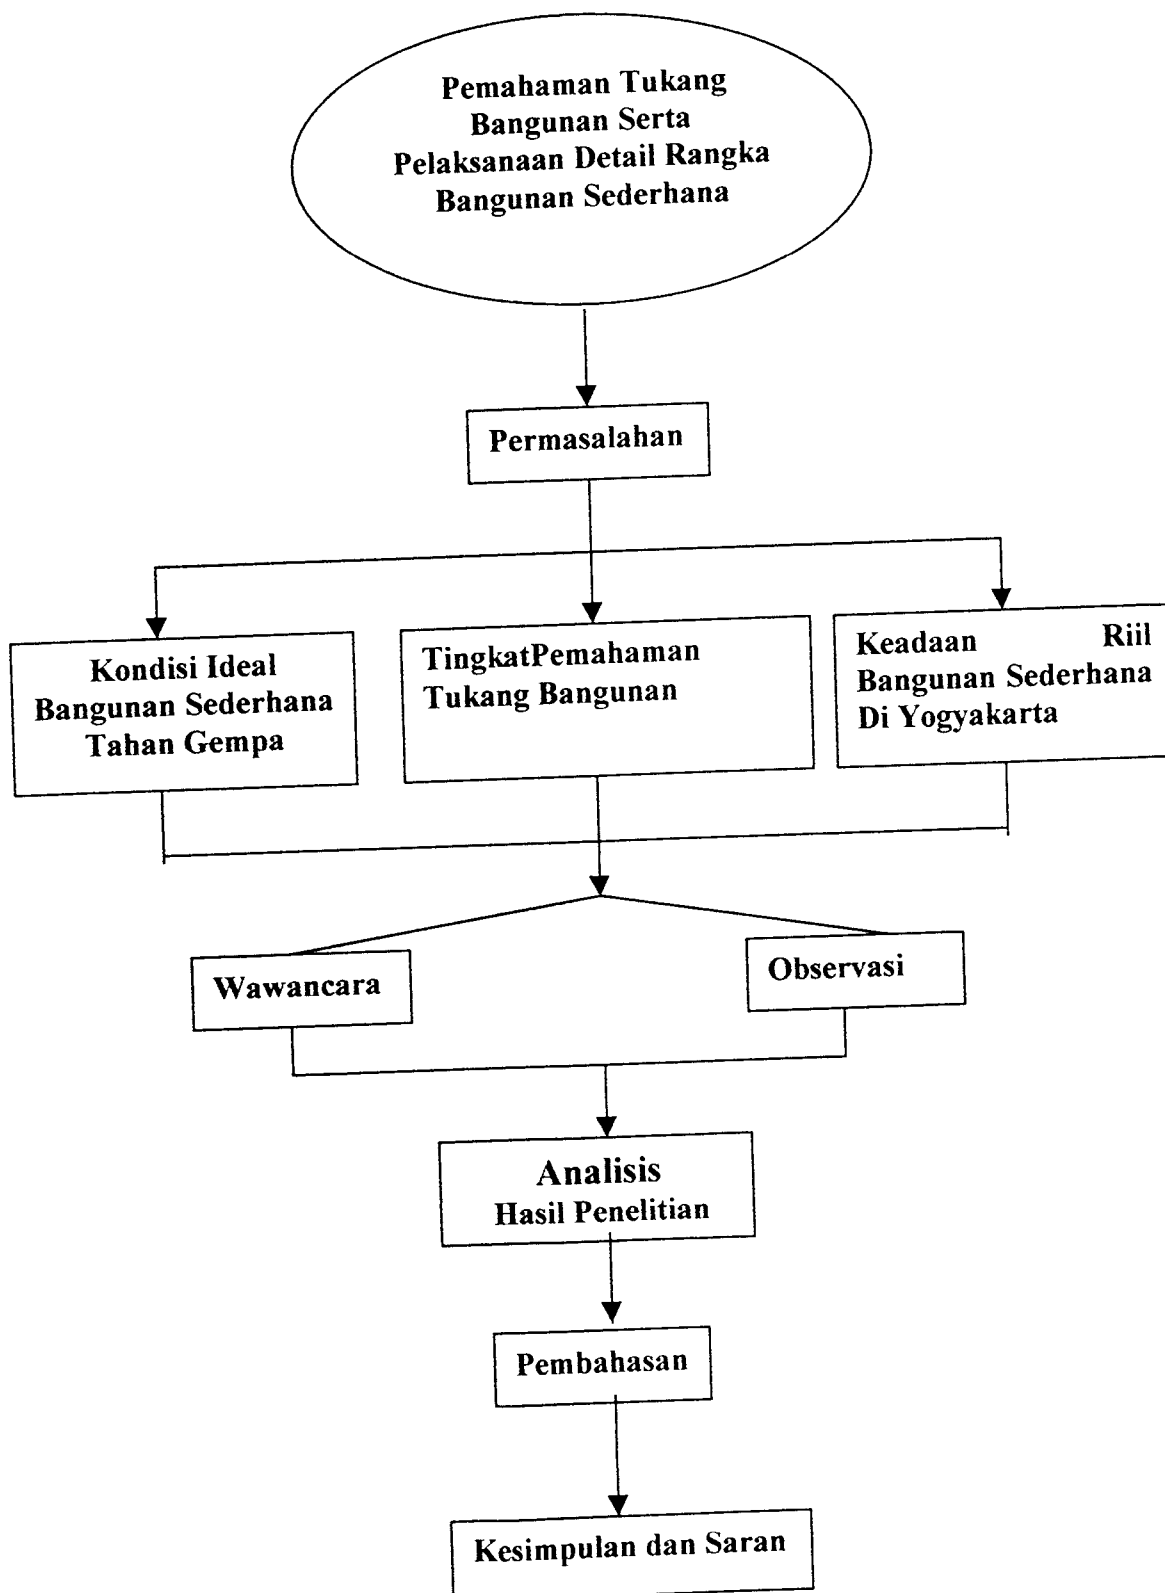 Pemahaman Tukang
Bangunan Serta
Pelaksanaan Detail Rangka
Bangunan Sederhana
Permasalahan
Kondisi Ideal
Bangunan Sederhana
Tahan Gempa
TingkatPemahaman
Tukang Bangunan
Keadaan Riil
Bangunan Sederhana
Di Yogyakarta
Wawancara
Observasi
Analisis
Hasil Penelitian
Pembahasan
Kesimpulan dan Saran